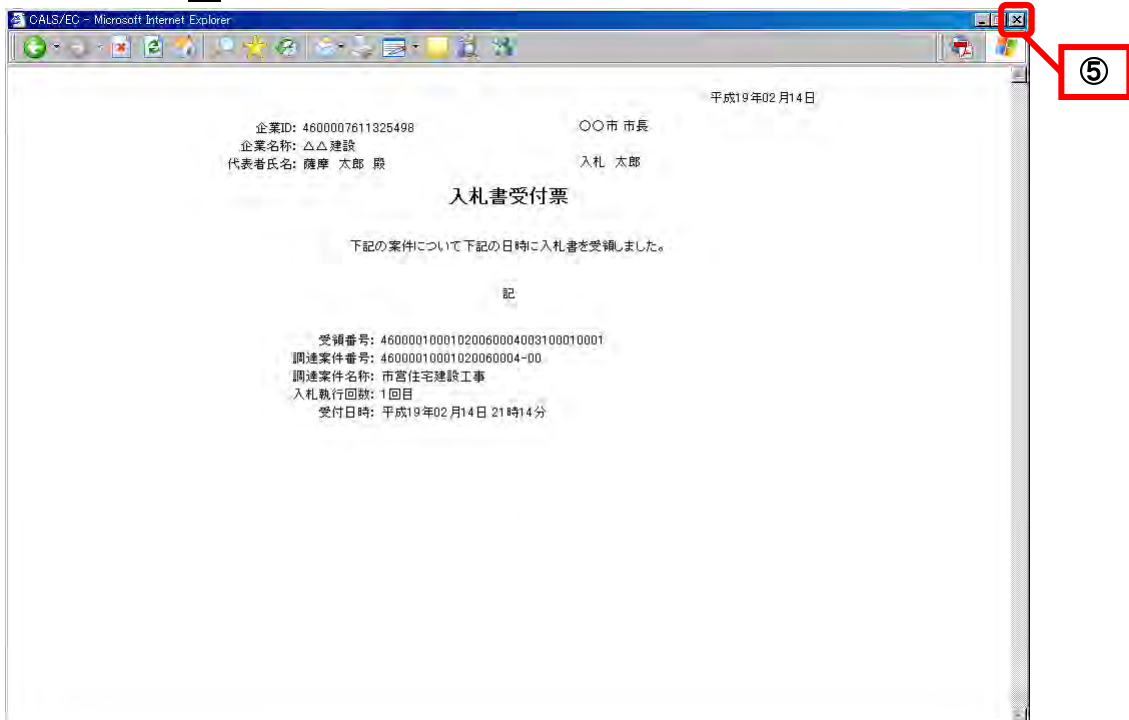 CALS/EC - Microsoft Internet Explorer
⑤
平成19年02月14日
企業ID: 4600007611325498
〇〇市 市長
企業名称: △△建設
代表者氏名: 薩摩 太郎 殿
入札 太郎
入札書受付票
下記の案件について下記の日時に入札書を受領しました。
記
受領番号: 46000010001020060004003100010001
調達案件番号: 46000010001020060004-00
調達案件名称: 市営住宅建設工事
入札執行回数: 1回目
受付日時: 平成19年02月14日 21時14分